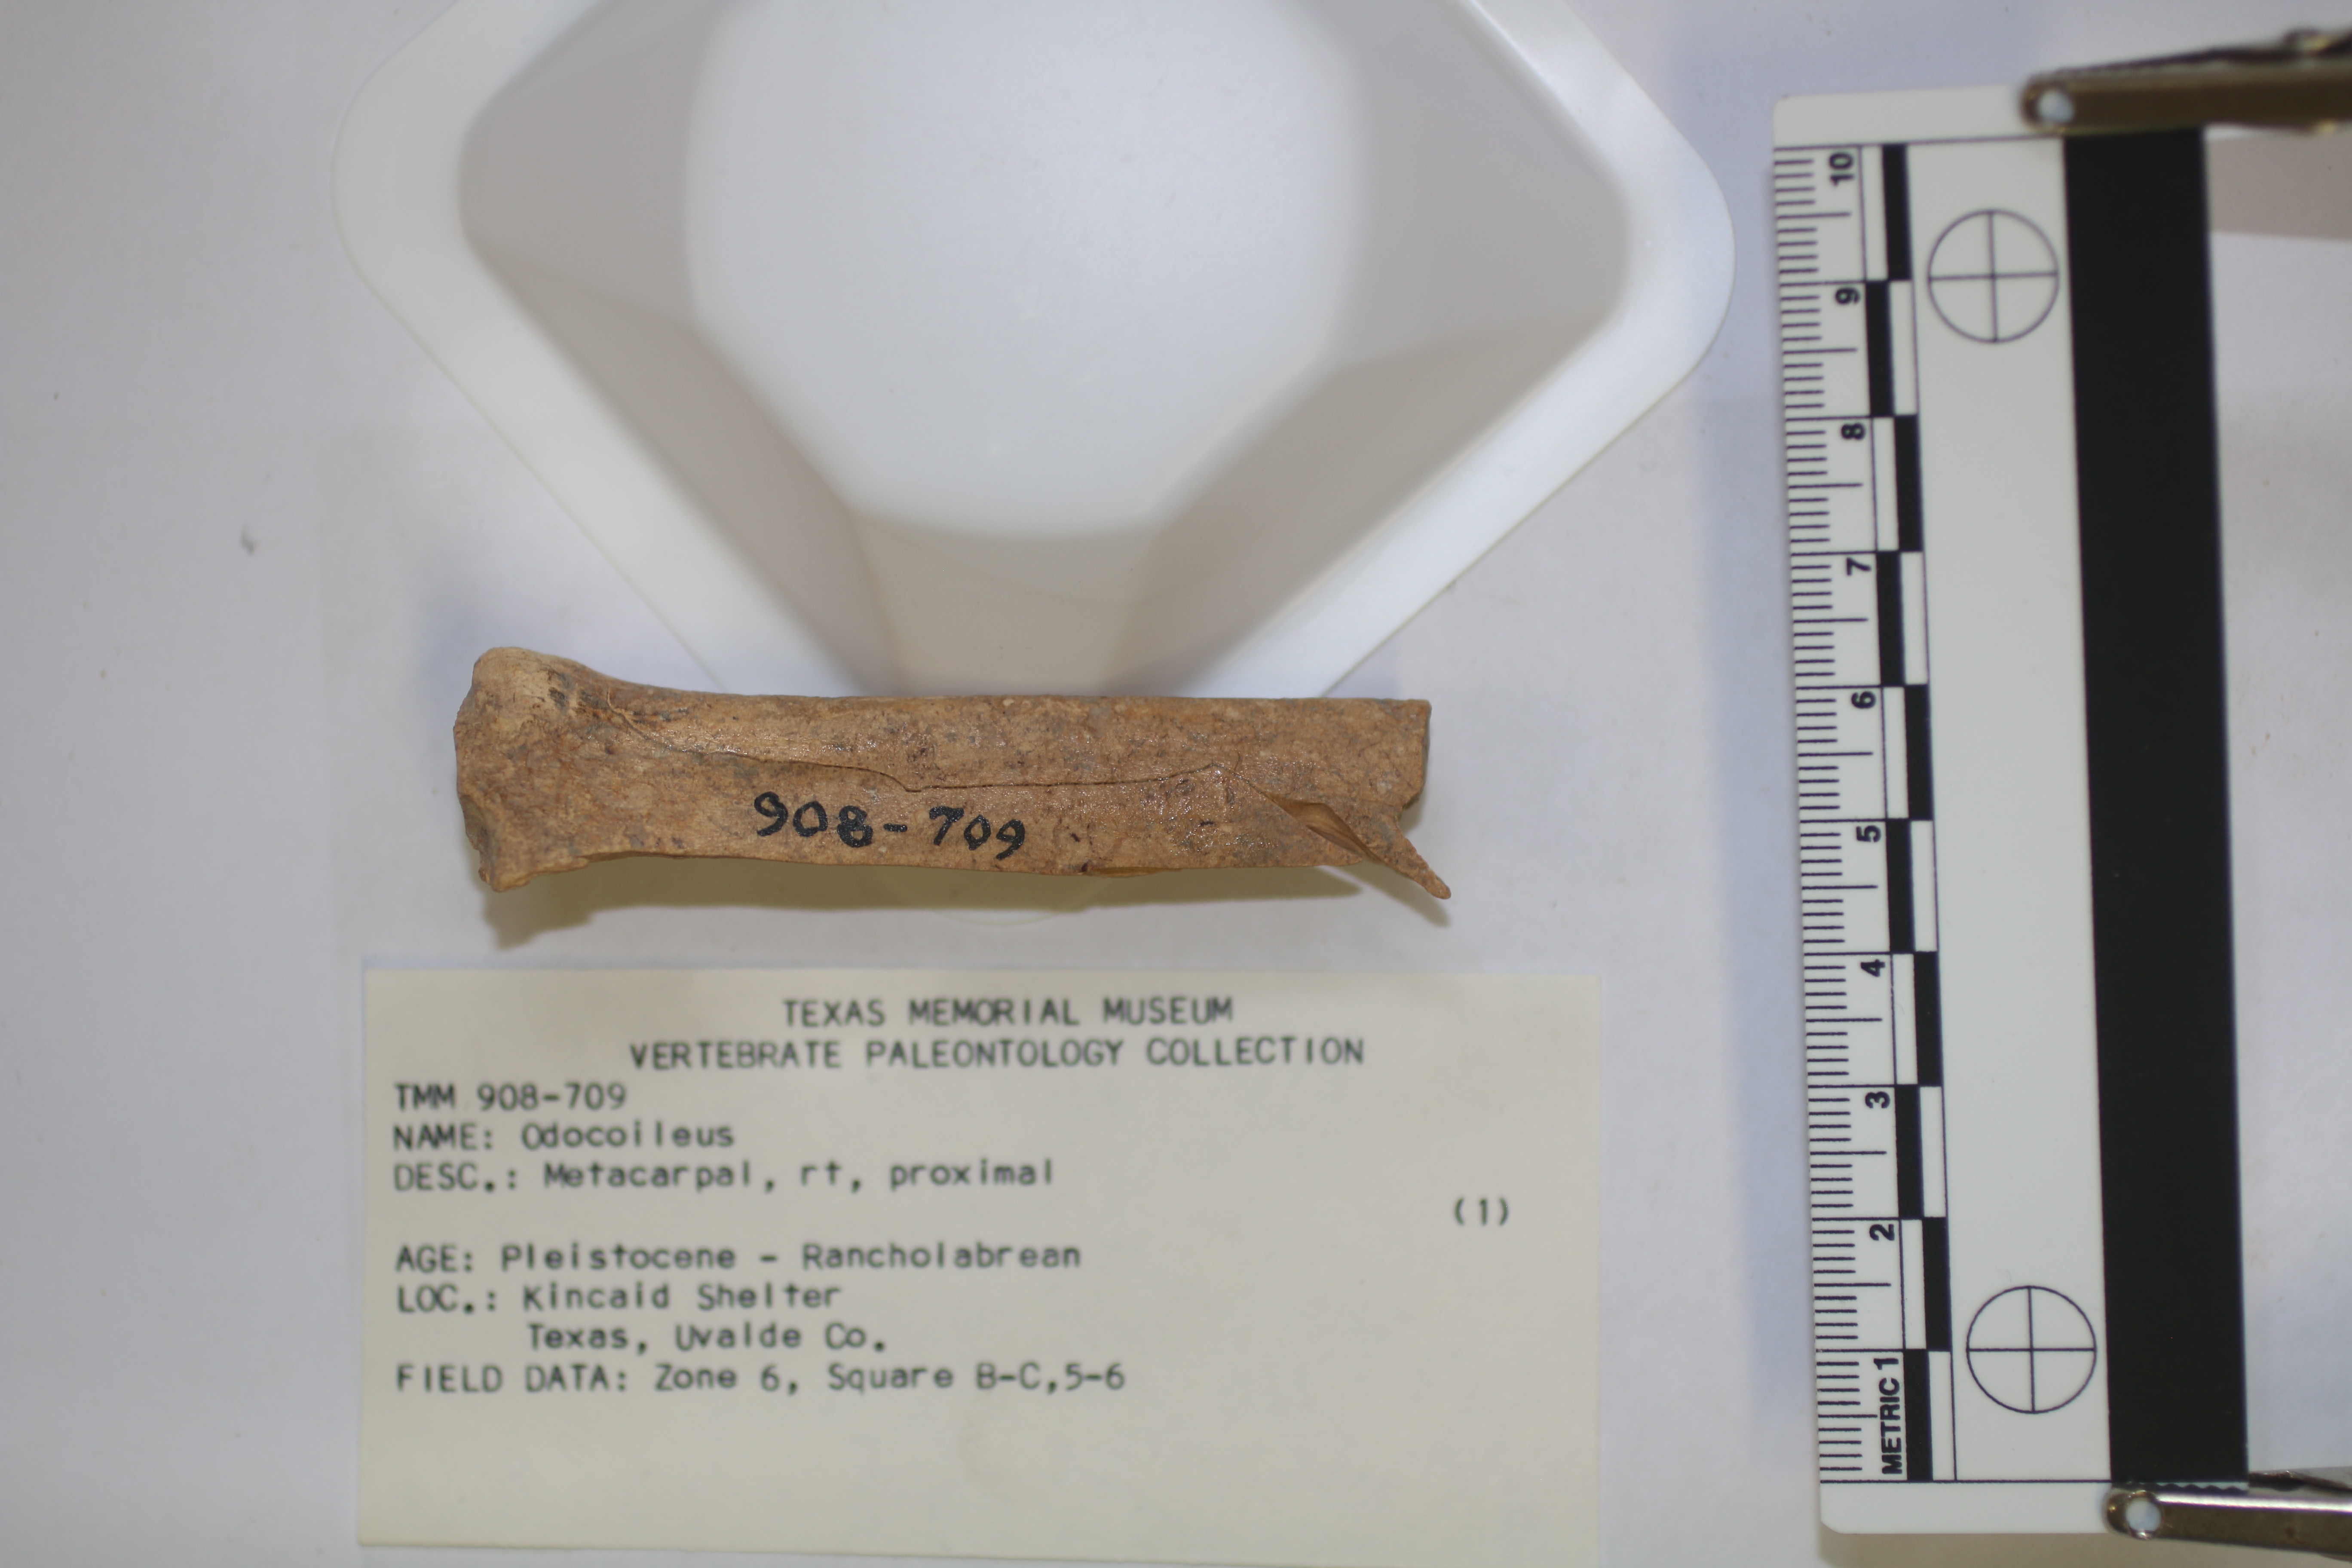 TEXAS MEMORIAL MUSEUM
VERTEBRATE PALEONTOLOGY COLLECTION
TMM 908-709
NAME: Odocoileus
DESC.: Metacarpal, rt, proximal
(1)
AGE: Pleistocene - Rancholabrean
LOC.: Kincaid Shelter
Texas, Uvalde Co.
FIELD DATA: Zone 6, Square B-C,5-6
908-709
METRIC 1 2 3 4 5 6 7 8 9 10